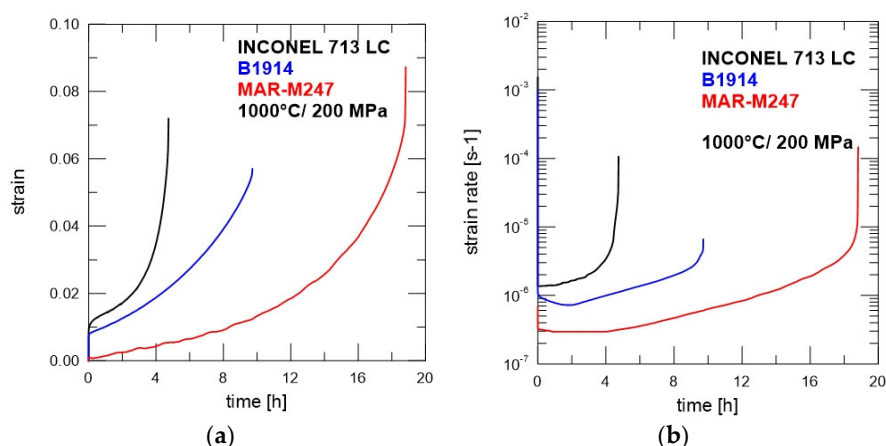 0.10
0.08
0.06
0.04
0.02
0.00
strain
INCONEL 713 LC
B1914
MAR-M247
1000°C/ 200 MPa
0 4 8 12 16 20
time [h]
(a)
10-2
10-3
10-4
10-5
10-6
10-7
strain rate [s-1]
INCONEL 713 LC
B1914
MAR-M247
1000°C/ 200 MPa
0 4 8 12 16 20
time [h]
(b)